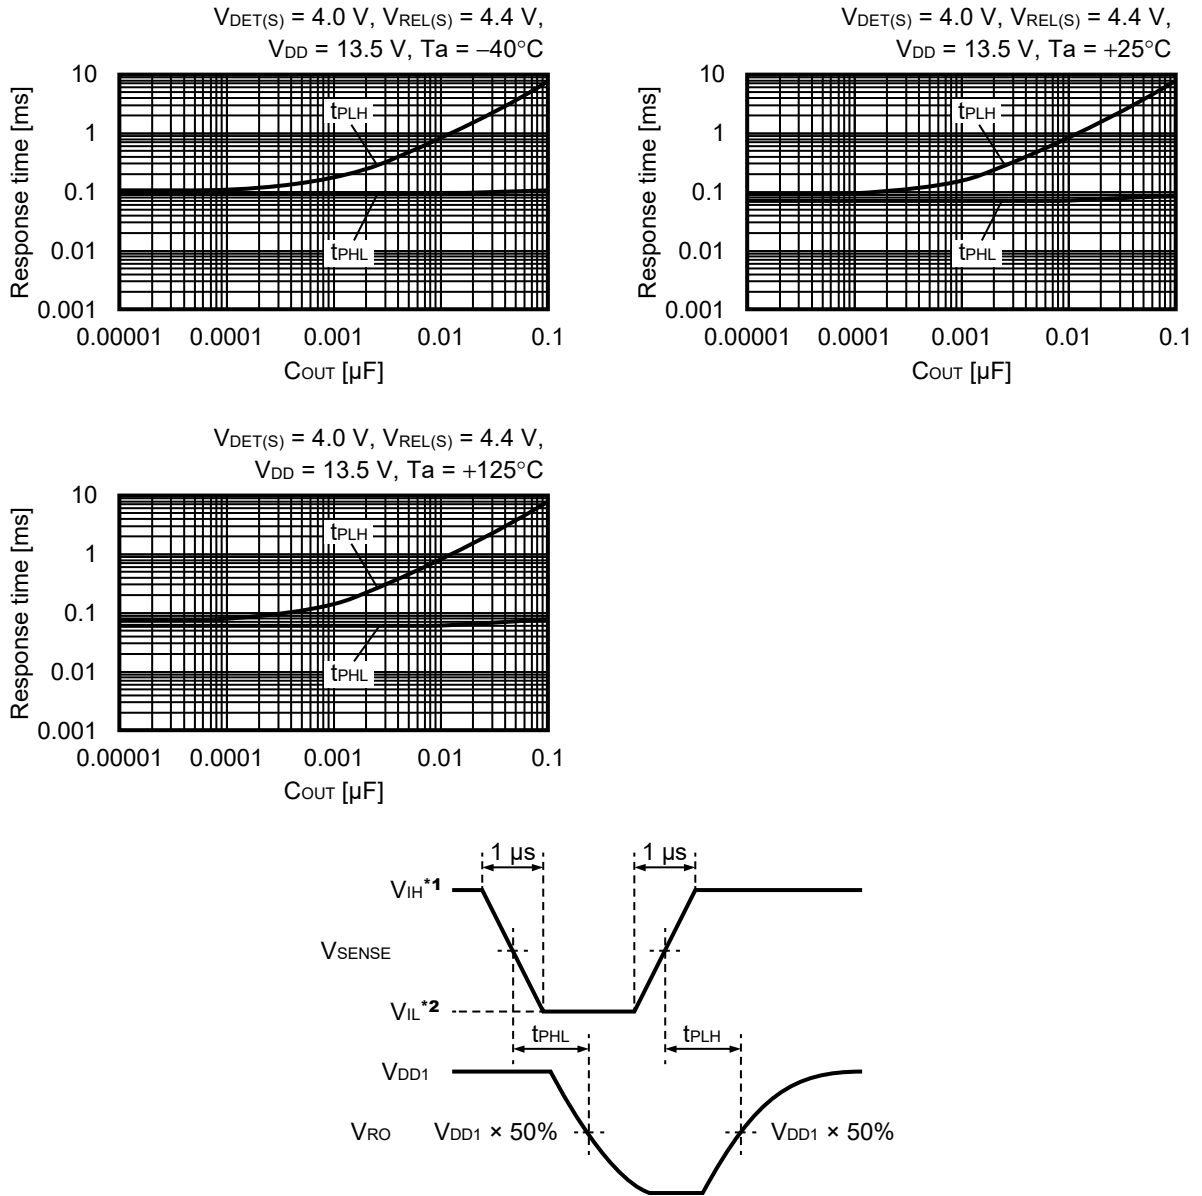 VDET(S) = 4.0 V, VREL(S) = 4.4 V,
VDD = 13.5 V, Ta = −40°C
Response time [ms]
10
1
0.1
0.01
0.001
tPLH
tPHL
0.00001 0.0001 0.001 0.01 0.1
COUT [µF]
VDET(S) = 4.0 V, VREL(S) = 4.4 V,
VDD = 13.5 V, Ta = +25°C
Response time [ms]
10
1
0.1
0.01
0.001
tPLH
tPHL
0.00001 0.0001 0.001 0.01 0.1
COUT [µF]
VDET(S) = 4.0 V, VREL(S) = 4.4 V,
VDD = 13.5 V, Ta = +125°C
Response time [ms]
10
1
0.1
0.01
0.001
tPLH
tPHL
0.00001 0.0001 0.001 0.01 0.1
COUT [µF]
1 µs 1 µs
VIH*1
VSENSE
VIL*2
tPHL tPLH
VDD1
VRO VDD1 × 50% VDD1 × 50%